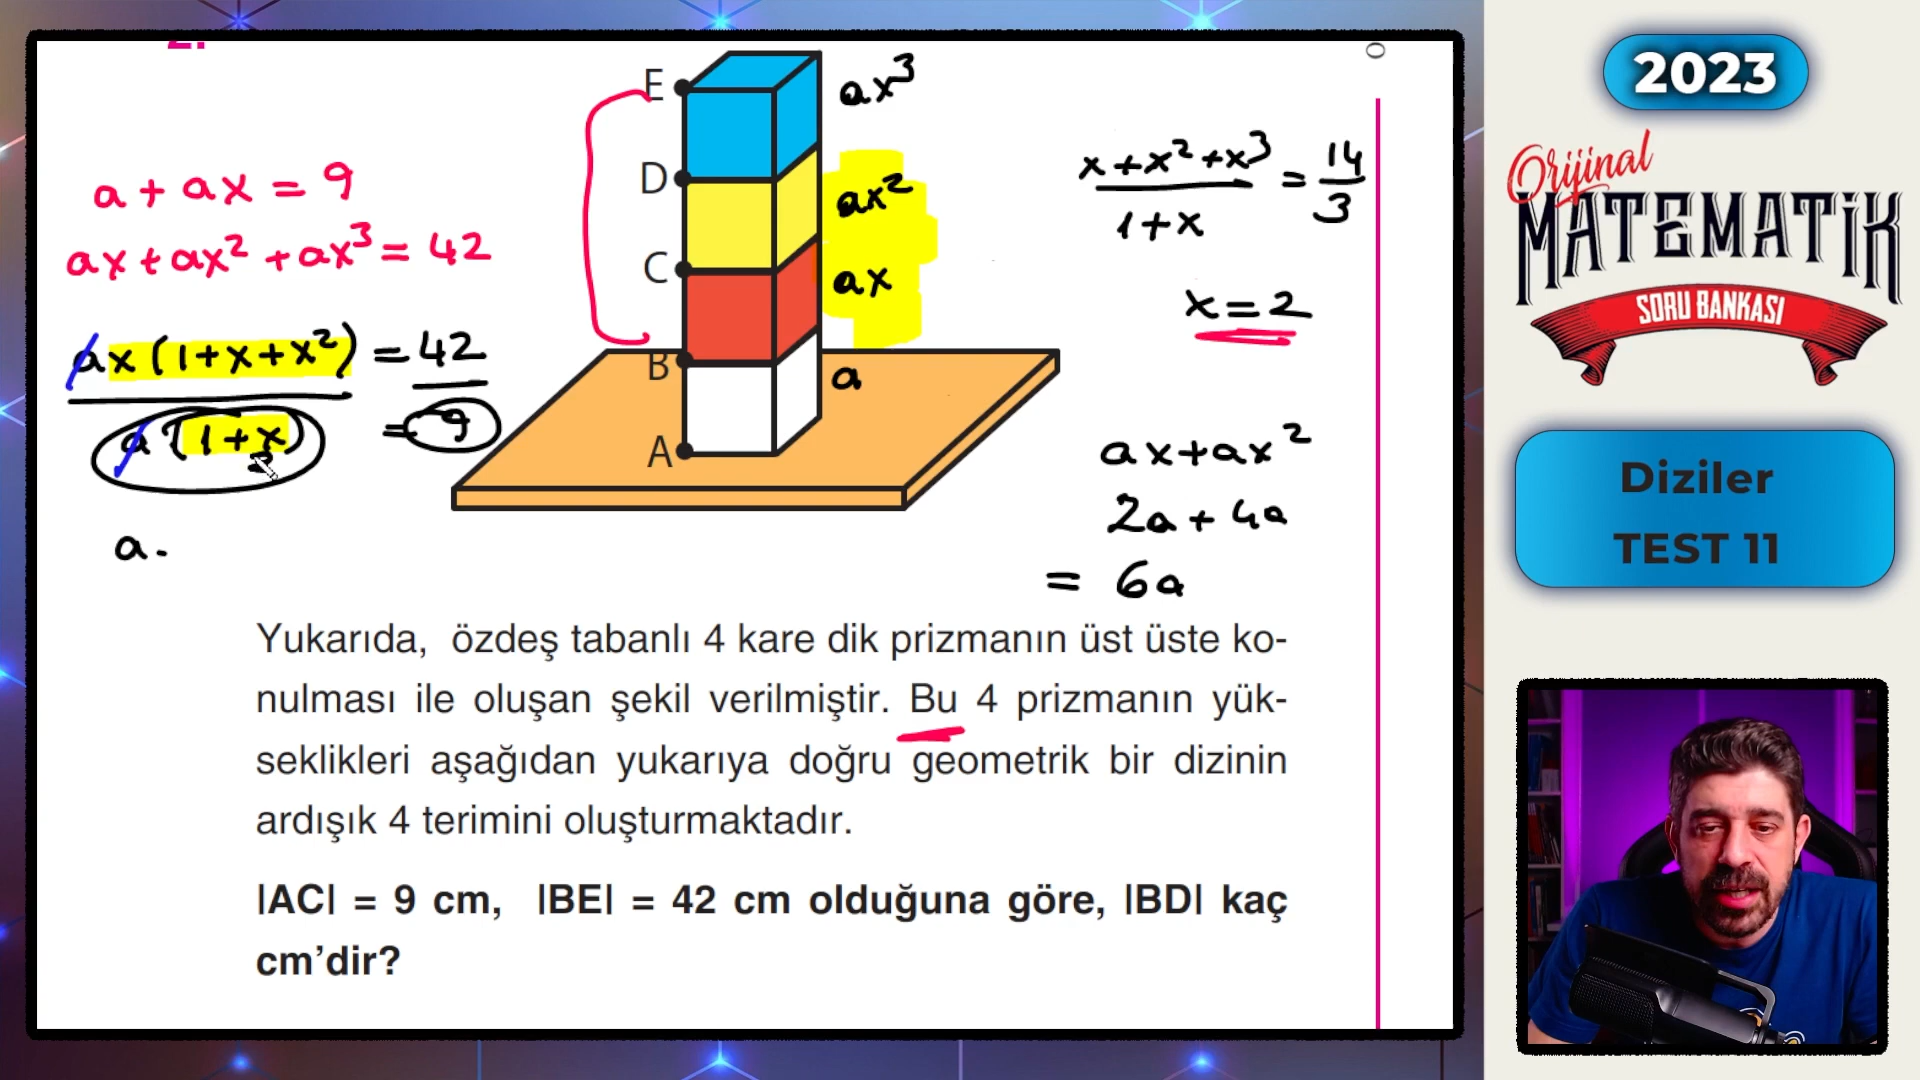 E
D
C
B
A
ax³
ax²
ax
a
a + ax = 9
ax + ax² + ax³ = 42
ax (1+x+x²) = 42
a (1+x) = 9
2
a.
x + x² + x³ = 14
1 + x 3
x = 2
ax + ax²
2a + 4a
= 6a
Yukarıda, özdeş tabanlı 4 kare dik prizmanın üst üste ko-
nulması ile oluşan şekil verilmiştir. Bu 4 prizmanın yük-
seklikleri aşağıdan yukarıya doğru geometrik bir dizinin
ardışık 4 terimini oluşturmaktadır.
|AC| = 9 cm, |BE| = 42 cm olduğuna göre, |BD| kaç
cm'dir?
2023
Orijinal
MATEMATİK
SORU BANKASI
Diziler
TEST 11